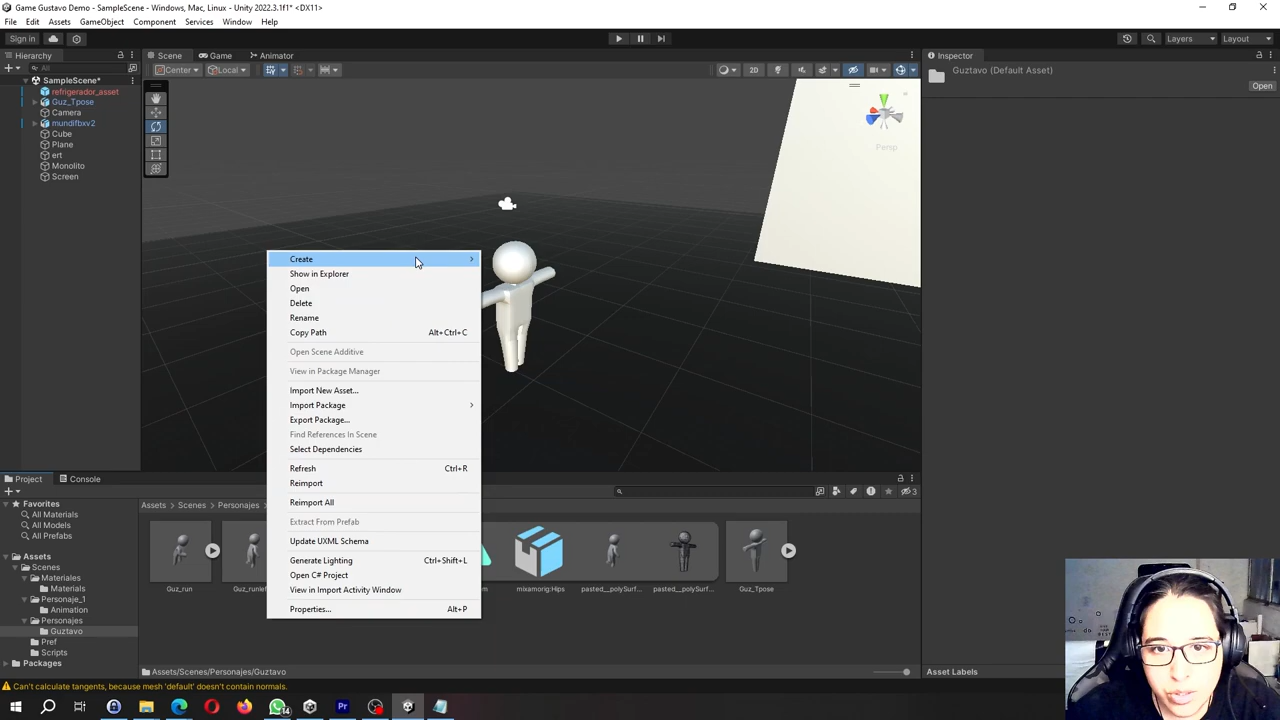 Game Gustavo Demo - SampleScene - Windows, Mac, Linux - Unity 2022.3.1f1* <DX11>
File Edit Assets GameObject Component Services Window Help
Sign in
Layers Layout
Hierarchy
Scene Game Animator
Inspector
All
Center Local
2D
Guztavo (Default Asset)
Open
SampleScene*
refrigerador_asset
Guz_Tpose
Camera
mundifbxv2
Cube
Plane
ert
Monolito
Screen
Persp
Create
Show in Explorer
Open
Delete
Rename
Copy Path Alt+Ctrl+C
Open Scene Additive
View in Package Manager
Import New Asset...
Import Package
Export Package...
Find References In Scene
Select Dependencies
Refresh Ctrl+R
Reimport
Reimport All
Extract From Prefab
Update UXML Schema
Generate Lighting Ctrl+Shift+L
Open C# Project
View in Import Activity Window
Properties... Alt+P
Project Console
3
Favorites
All Materials
All Models
All Prefabs
Assets
Scenes
Materiales
Materials
Personaje_1
Animation
Personajes
Guztavo
Pref
Scripts
Packages
Assets > Scenes > Personajes >
Guz_run
mixamorig:Hips
pasted__polySurf...
pasted__polySurf...
Guz_Tpose
Assets/Scenes/Personajes/Guztavo
Asset Labels
Can't calculate tangents, because mesh 'default' doesn't contain normals.
14